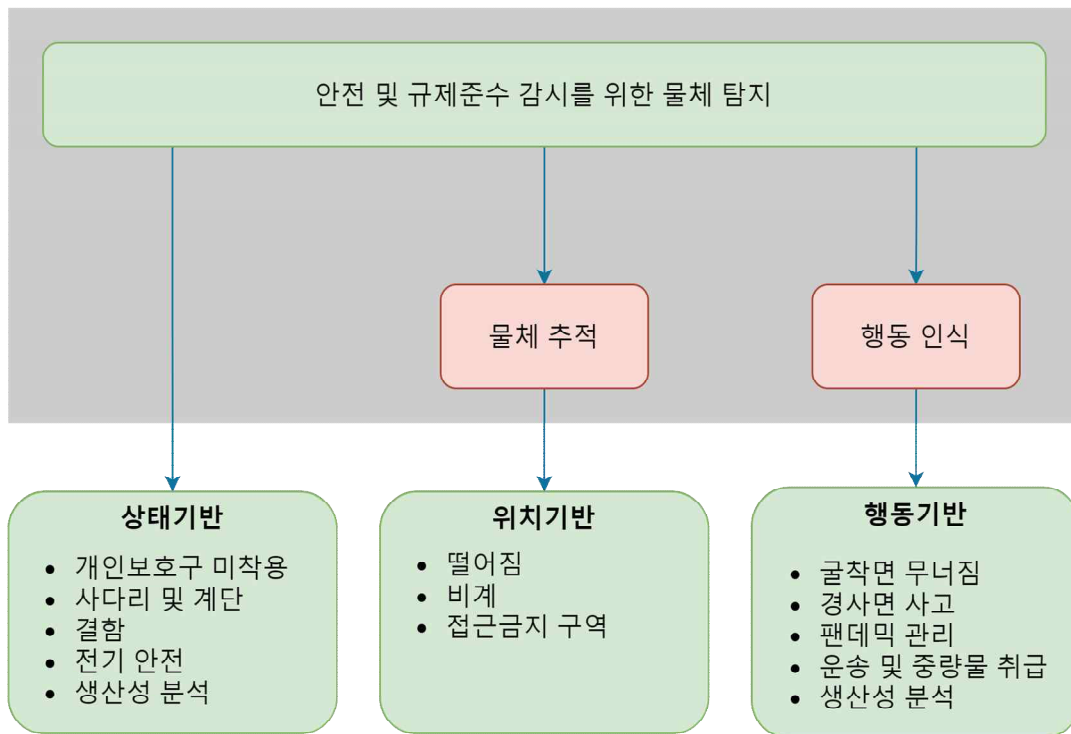 안전 및 규제준수 감시를 위한 물체 탐지
물체 추적
행동 인식
상태기반
• 개인보호구 미착용
• 사다리 및 계단
• 결함
• 전기 안전
• 생산성 분석
위치기반
• 떨어짐
• 비계
• 접근금지 구역
행동기반
• 굴착면 무너짐
• 경사면 사고
• 팬데믹 관리
• 운송 및 중량물 취급
• 생산성 분석